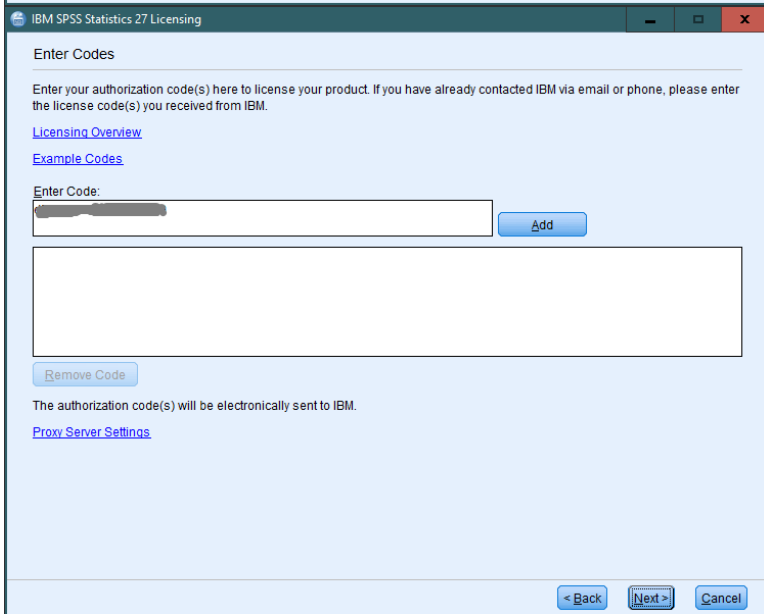 IBM SPSS Statistics 27 Licensing
Enter Codes
Enter your authorization code(s) here to license your product. If you have already contacted IBM via email or phone, please enter
the license code(s) you received from IBM.
Licensing Overview
Example Codes
Enter Code:
Add
Remove Code
The authorization code(s) will be electronically sent to IBM.
Proxy Server Settings
< Back Next > Cancel